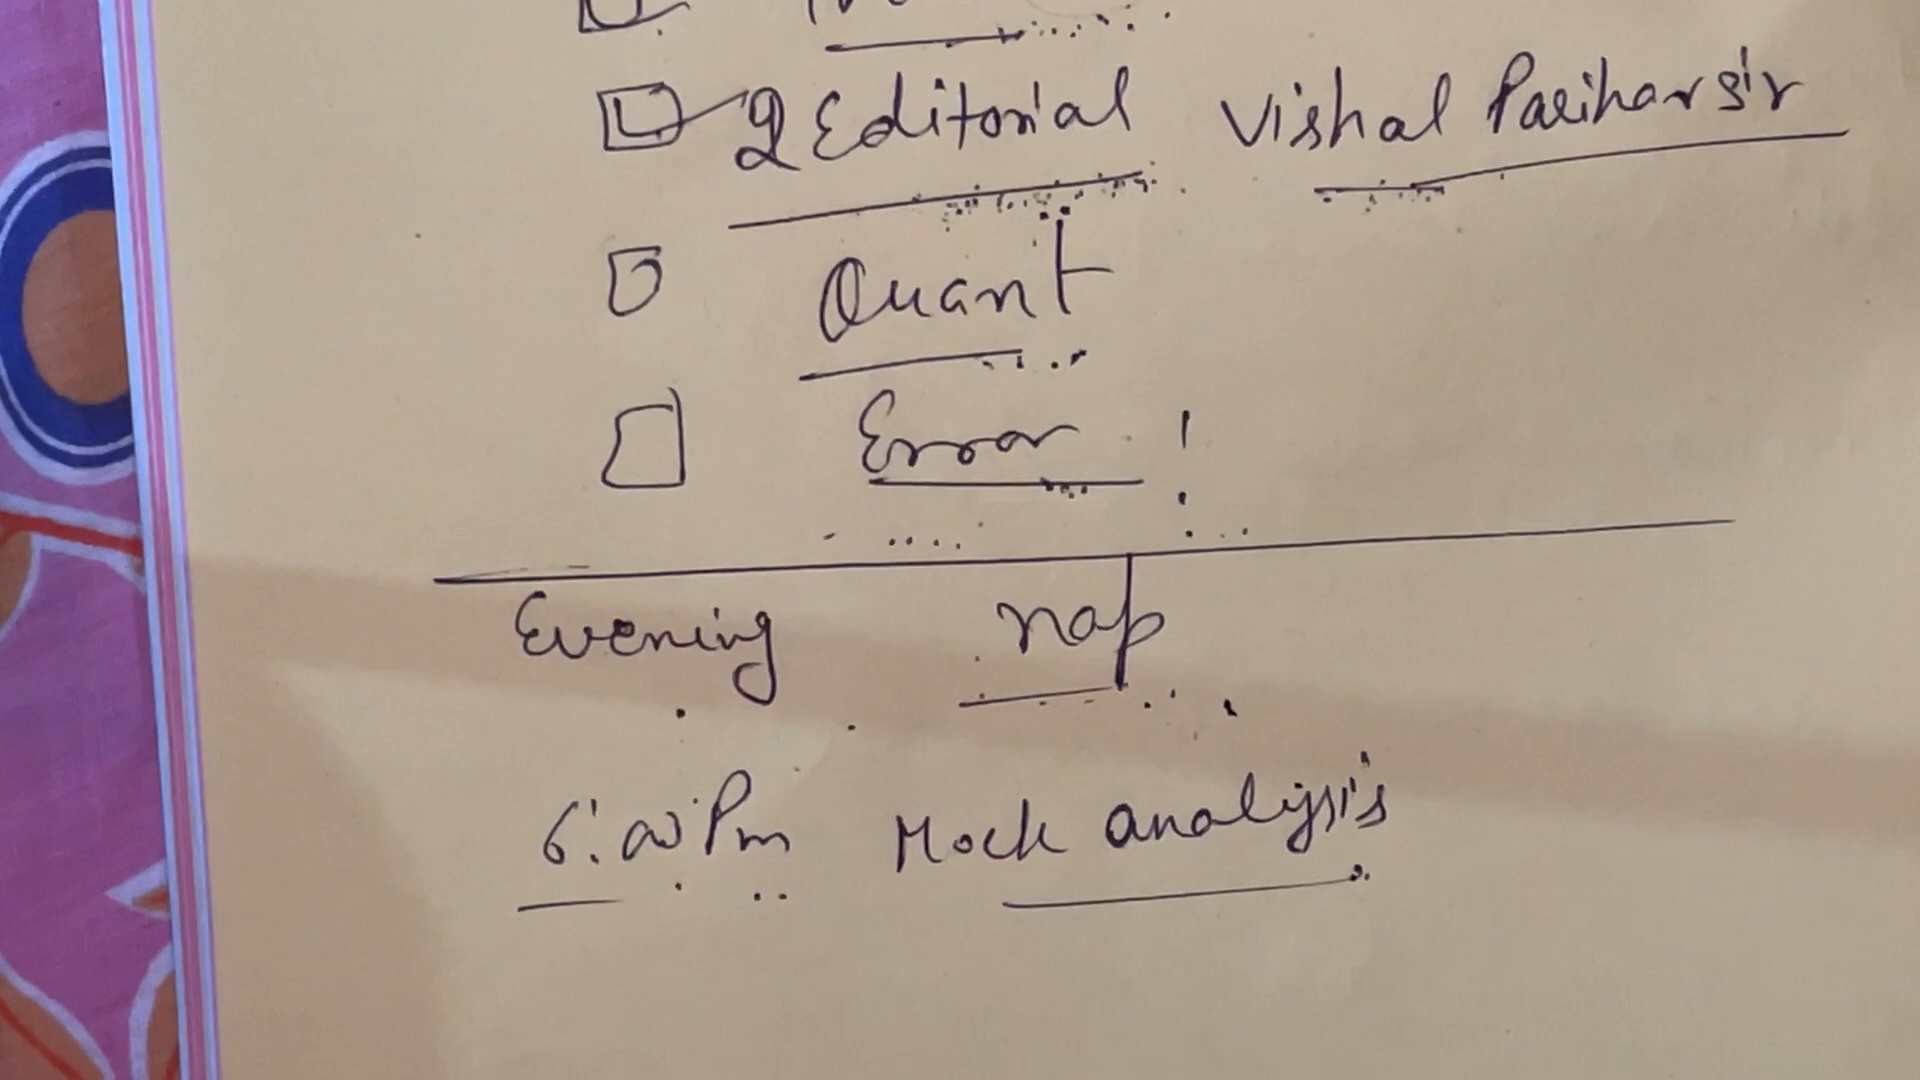 2 Editorial Vishal Parihar sir
Quant
Error !
Evening nap
6:00 Pm Mock analysis